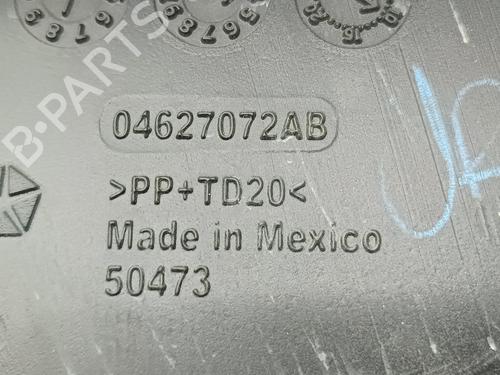 04627072AB
>PP+TD20<
Made in Mexico
50473
B-PARTS